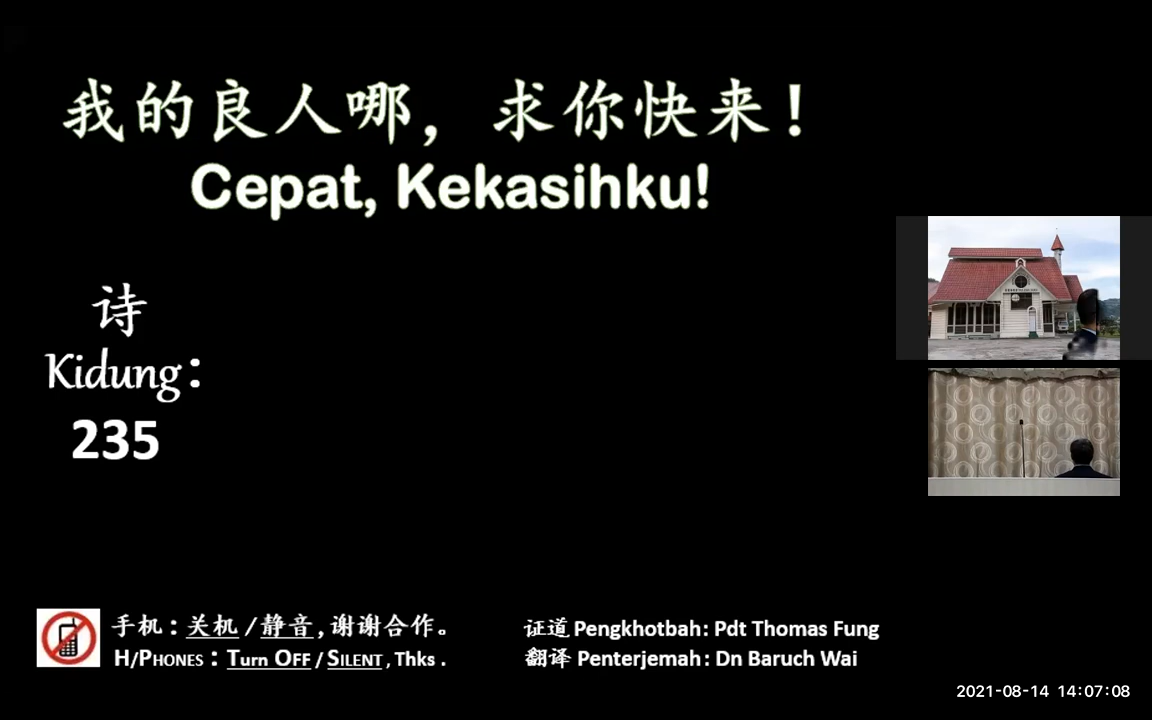 我的良人哪，求你快来！
Cepat, Kekasihku!
诗
Kidung：
235
手机：关机 / 静音，谢谢合作。
H/PHONES：Turn OFF / SILENT, Thks .
证道 Pengkhotbah: Pdt Thomas Fung
翻译 Penterjemah: Dn Baruch Wai
2021-08-14 14:07:08